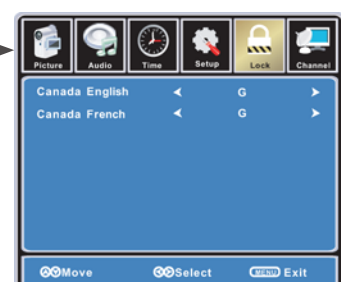 Picture Audio Time Setup Lock Channel
Canada English G
Canada French G
Move Select MENU Exit